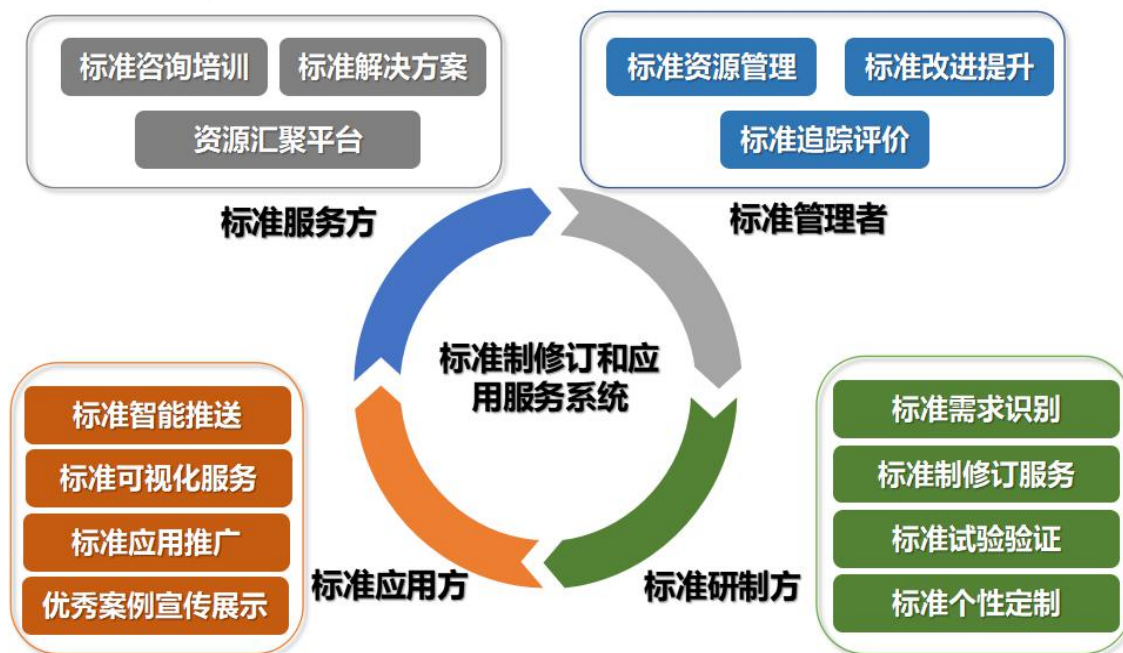 标准咨询培训
标准解决方案
资源汇聚平台
标准服务方
标准资源管理
标准改进提升
标准追踪评价
标准管理者
标准制修订和应
用服务系统
标准智能推送
标准可视化服务
标准应用推广
优秀案例宣传展示
标准应用方
标准需求识别
标准制修订服务
标准试验验证
标准个性定制
标准研制方